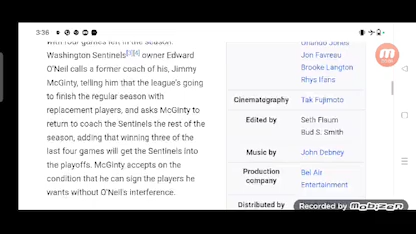 3:36
with four games left in the season.
Washington Sentinels[3][4] owner Edward
O'Neil calls a former coach of his, Jimmy
McGinty, telling him that the league's going
to finish the regular season with
replacement players, and asks McGinty to
return to coach the Sentinels the rest of the
season, adding that winning three of the
last four games will get the Sentinels into
the playoffs. McGinty accepts on the
condition that he can sign the players he
wants without O'Neil's interference.
Orlando Jones
Jon Favreau
Brooke Langton
Rhys Ifans
Cinematography Tak Fujimoto
Edited by Seth Flaum
Bud S. Smith
Music by John Debney
Production Bel Air
company Entertainment
Distributed by
Recorded by Mobizen